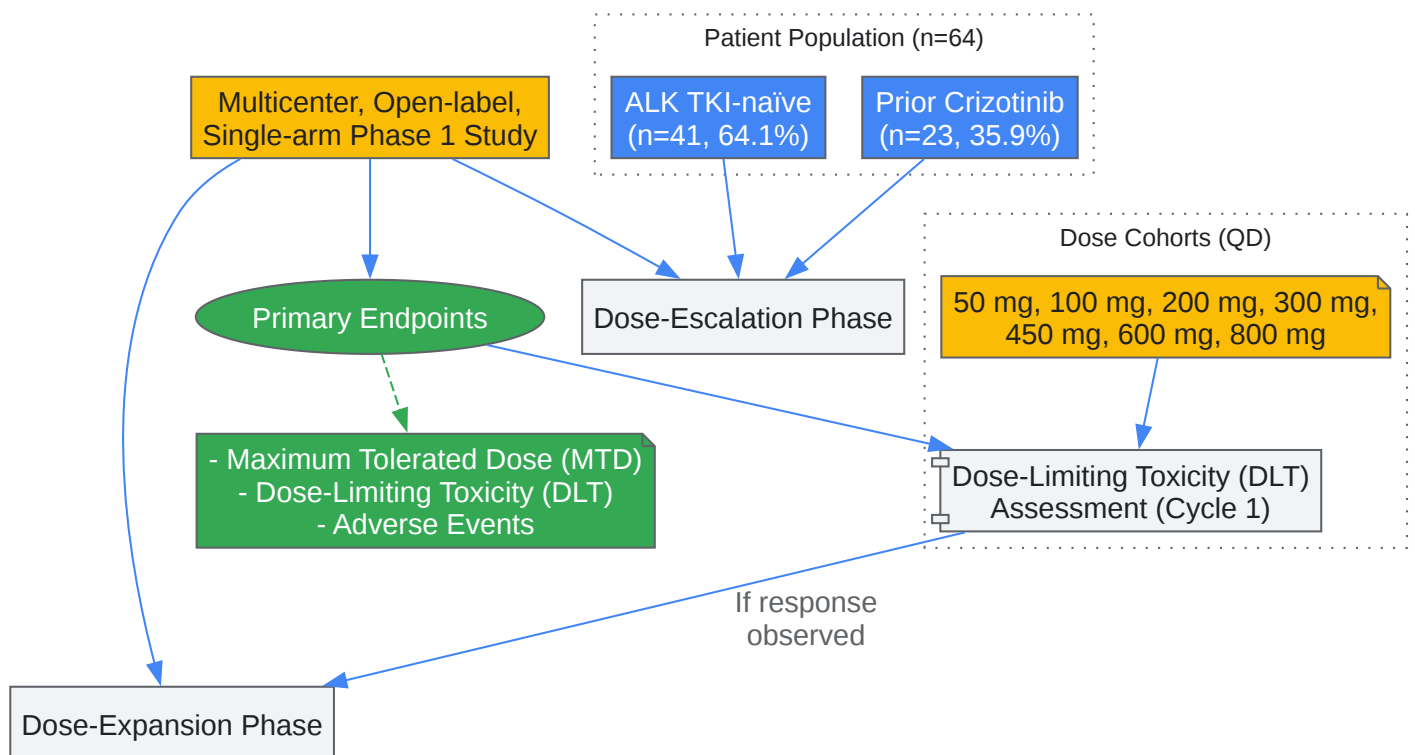 Patient Population (n=64)
Multicenter, Open-label,
Single-arm Phase 1 Study
ALK TKI-naïve
(n=41, 64.1%)
Prior Crizotinib
(n=23, 35.9%)
Dose Cohorts (QD)
Primary Endpoints
Dose-Escalation Phase
50 mg, 100 mg, 200 mg, 300 mg,
450 mg, 600 mg, 800 mg
- Maximum Tolerated Dose (MTD)
- Dose-Limiting Toxicity (DLT)
- Adverse Events
Dose-Limiting Toxicity (DLT)
Assessment (Cycle 1)
If response
observed
Dose-Expansion Phase